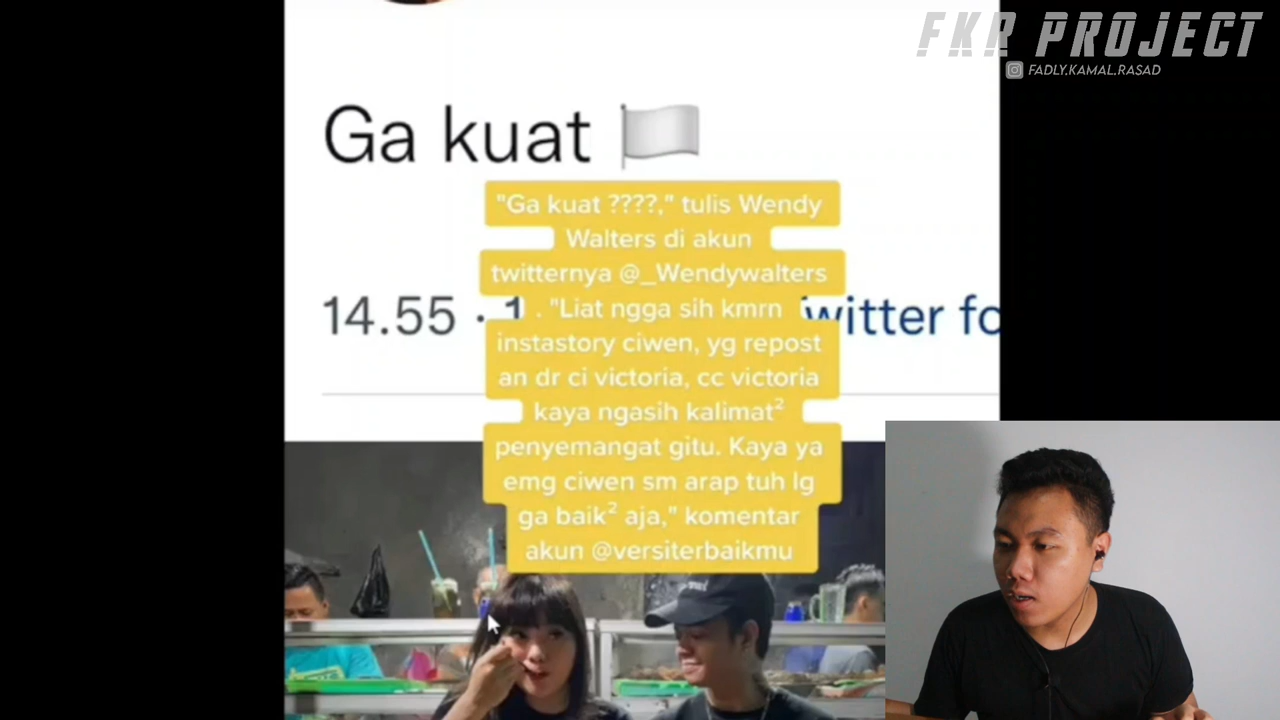 FKR PROJECT
FADLY.KAMAL.RASAD
Ga kuat
"Ga kuat ????," tulis Wendy
Walters di akun
twitternya @_Wendywalters
. "Liat ngga sih kmrn
instastory ciwen, yg repost
an dr ci victoria, cc victoria
kaya ngasih kalimat² 
penyemangat gitu. Kaya ya
emg ciwen sm arap tuh lg
ga baik² aja," komentar
akun @versiterbaikmu
14.55 · 1
witter fo